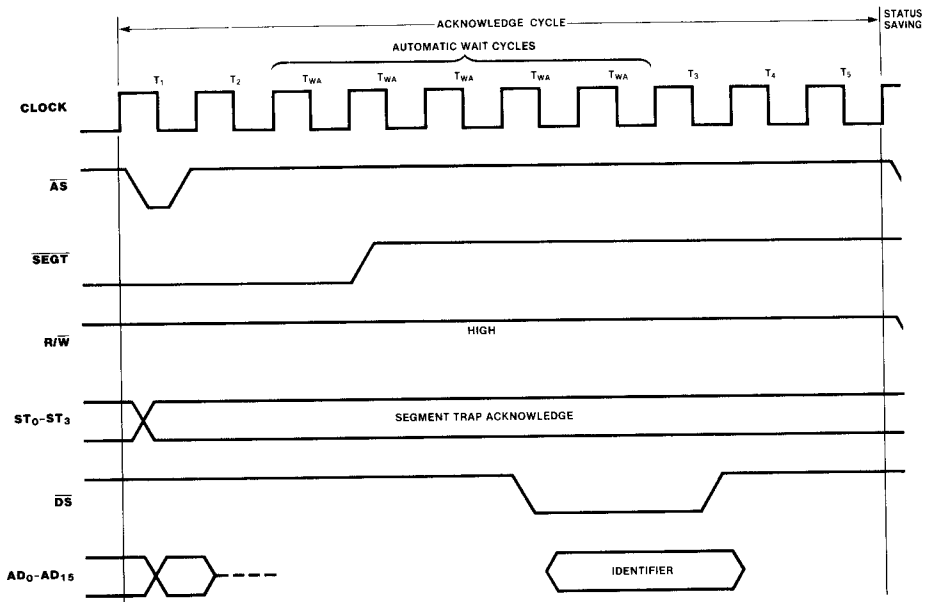 ACKNOWLEDGE CYCLE
STATUS
SAVING
AUTOMATIC WAIT CYCLES
T1 T2 TWA TWA TWA TWA TWA T3 T4 T5
CLOCK
AS
SEGT
R/W
HIGH
ST0-ST3
SEGMENT TRAP ACKNOWLEDGE
DS
AD0-AD15
IDENTIFIER